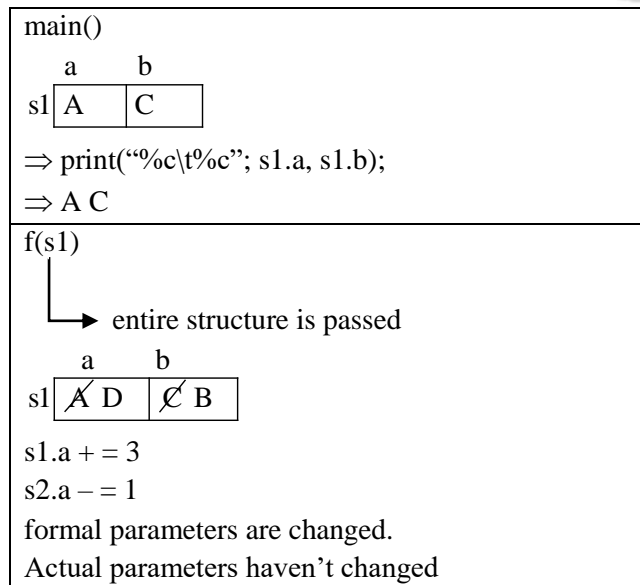 main()
a b
s1 A C
⇒ print(“%c\t%c”; s1.a, s1.b);
⇒ A C
f(s1)
entire structure is passed
a b
s1 A D C B
s1.a + = 3
s2.a – = 1
formal parameters are changed.
Actual parameters haven’t changed